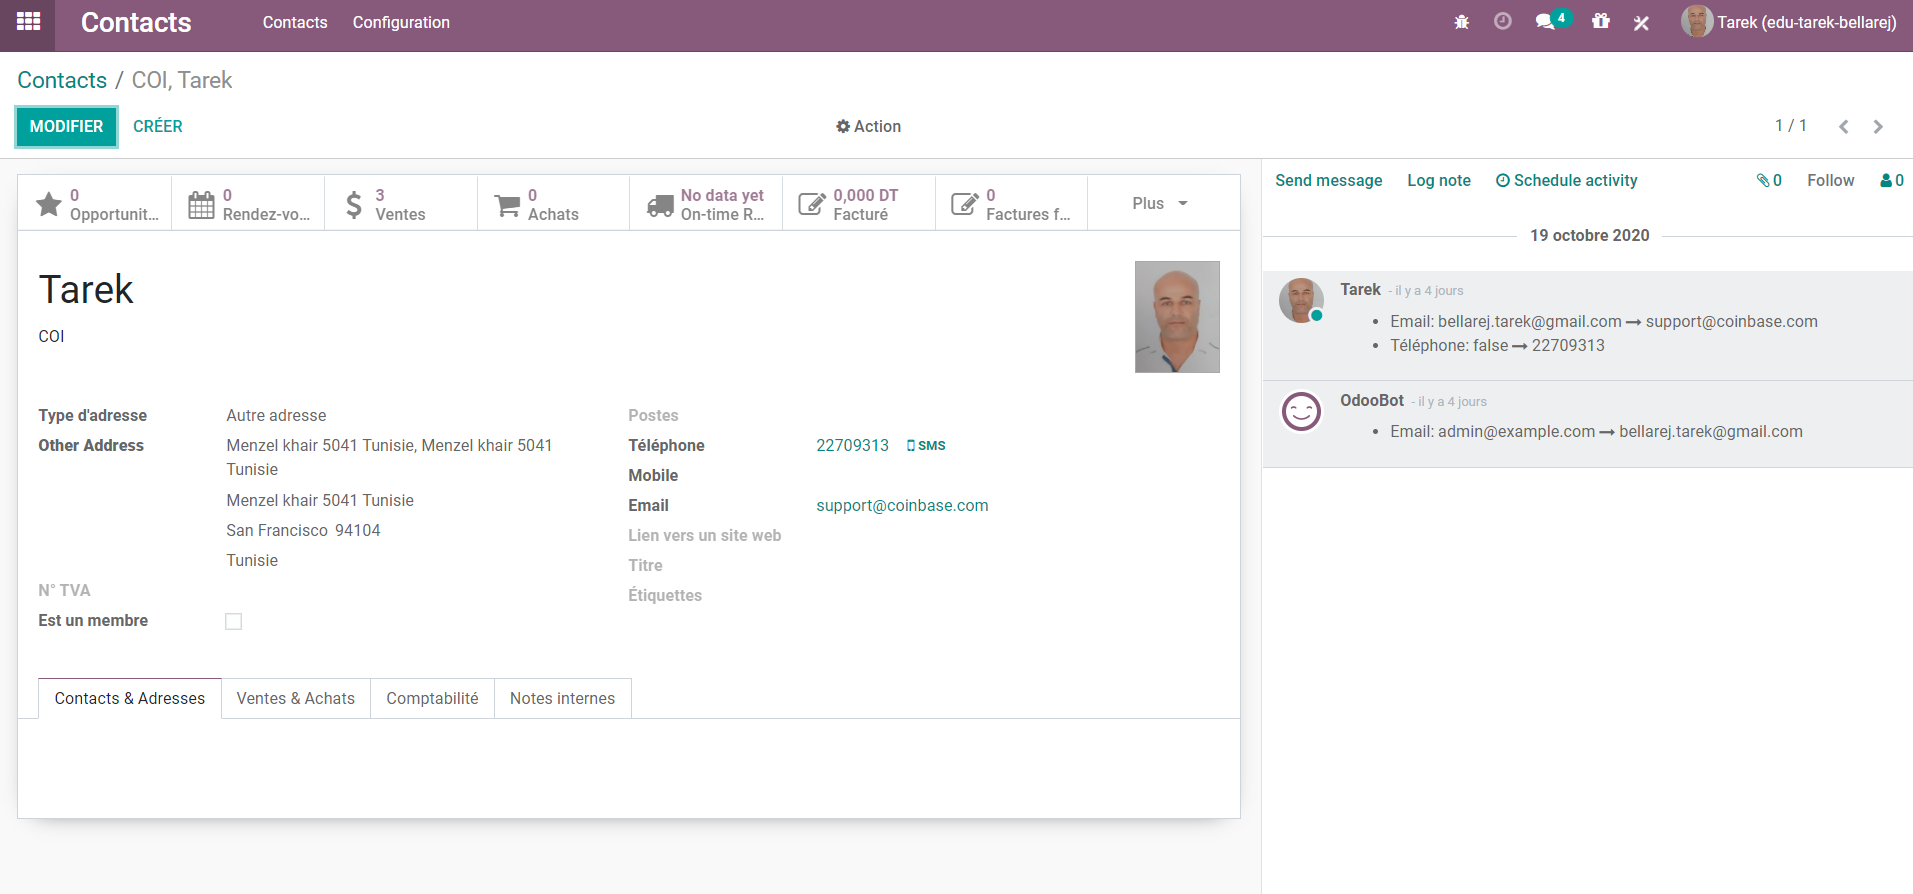 Contacts
Contacts
Configuration
4
Tarek (edu-tarek-bellarej)
Contacts / COI, Tarek
MODIFIER
CRÉER
Action
1 / 1
0
Opportunit...
0
Rendez-vo...
3
Ventes
0
Achats
No data yet
On-time R...
0,000 DT
Facturé
0
Factures f...
Plus
Tarek
COI
Type d'adresse
Autre adresse
Other Address
Menzel khair 5041 Tunisie, Menzel khair 5041
Tunisie
Menzel khair 5041 Tunisie
San Francisco 94104
Tunisie
N° TVA
Est un membre
Postes
Téléphone
22709313
SMS
Mobile
Email
support@coinbase.com
Lien vers un site web
Titre
Étiquettes
Contacts & Adresses
Ventes & Achats
Comptabilité
Notes internes
Send message
Log note
Schedule activity
0
Follow
0
19 octobre 2020
Tarek - il y a 4 jours
• Email: bellarej.tarek@gmail.com → support@coinbase.com
• Téléphone: false → 22709313
OdooBot - il y a 4 jours
• Email: admin@example.com → bellarej.tarek@gmail.com